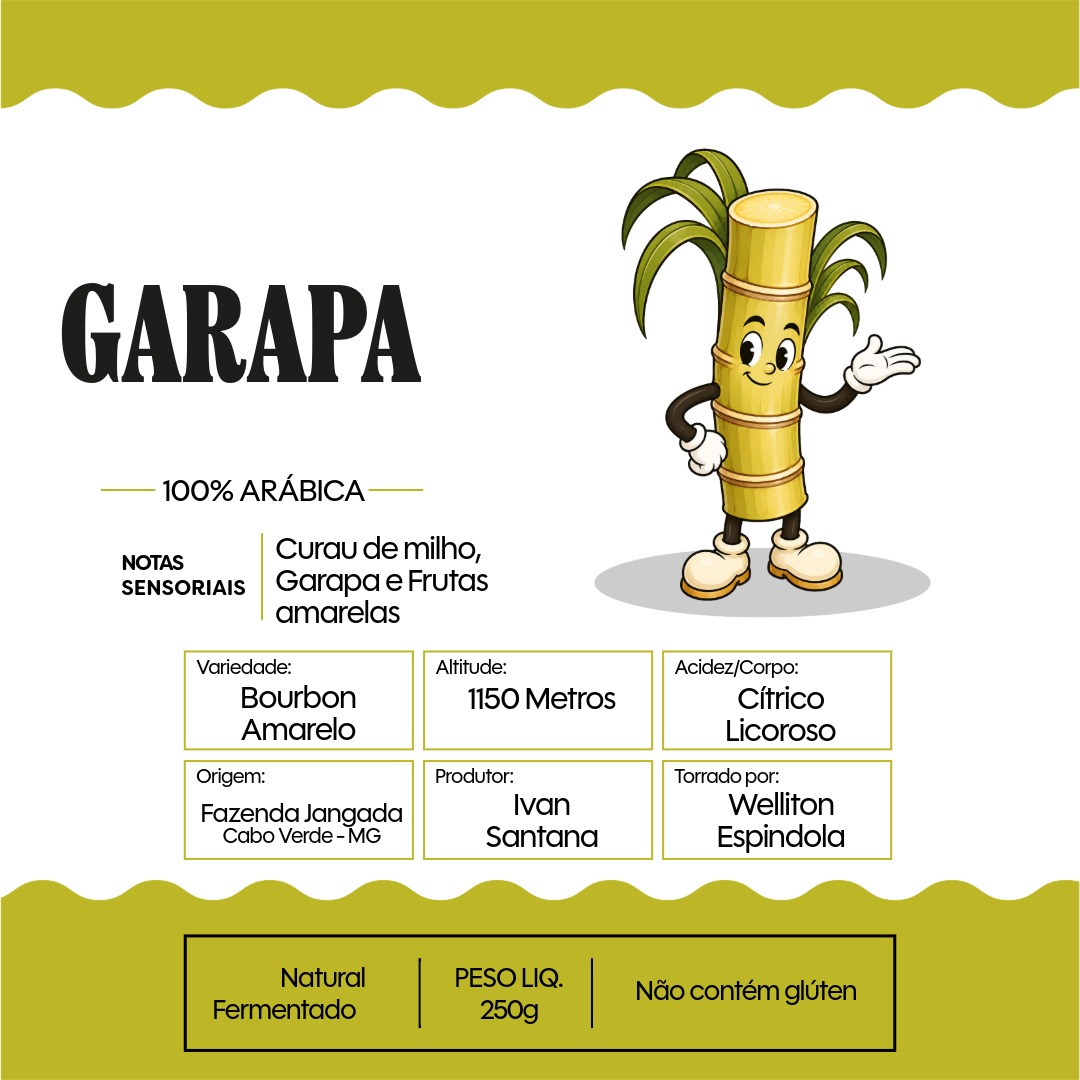 GARAPA
100% ARÁBICA
NOTAS
SENSORIAIS
Curau de milho,
Garapa e Frutas
amarelas
Variedade:
Bourbon
Amarelo
Altitude:
1150 Metros
Acidez/Corpo:
Cítrico
Licoroso
Origem:
Fazenda Jangada
Cabo Verde - MG
Produtor:
Ivan
Santana
Torrado por:
Welliton
Espindola
Natural
Fermentado
PESO LIQ.
250g
Não contém glúten